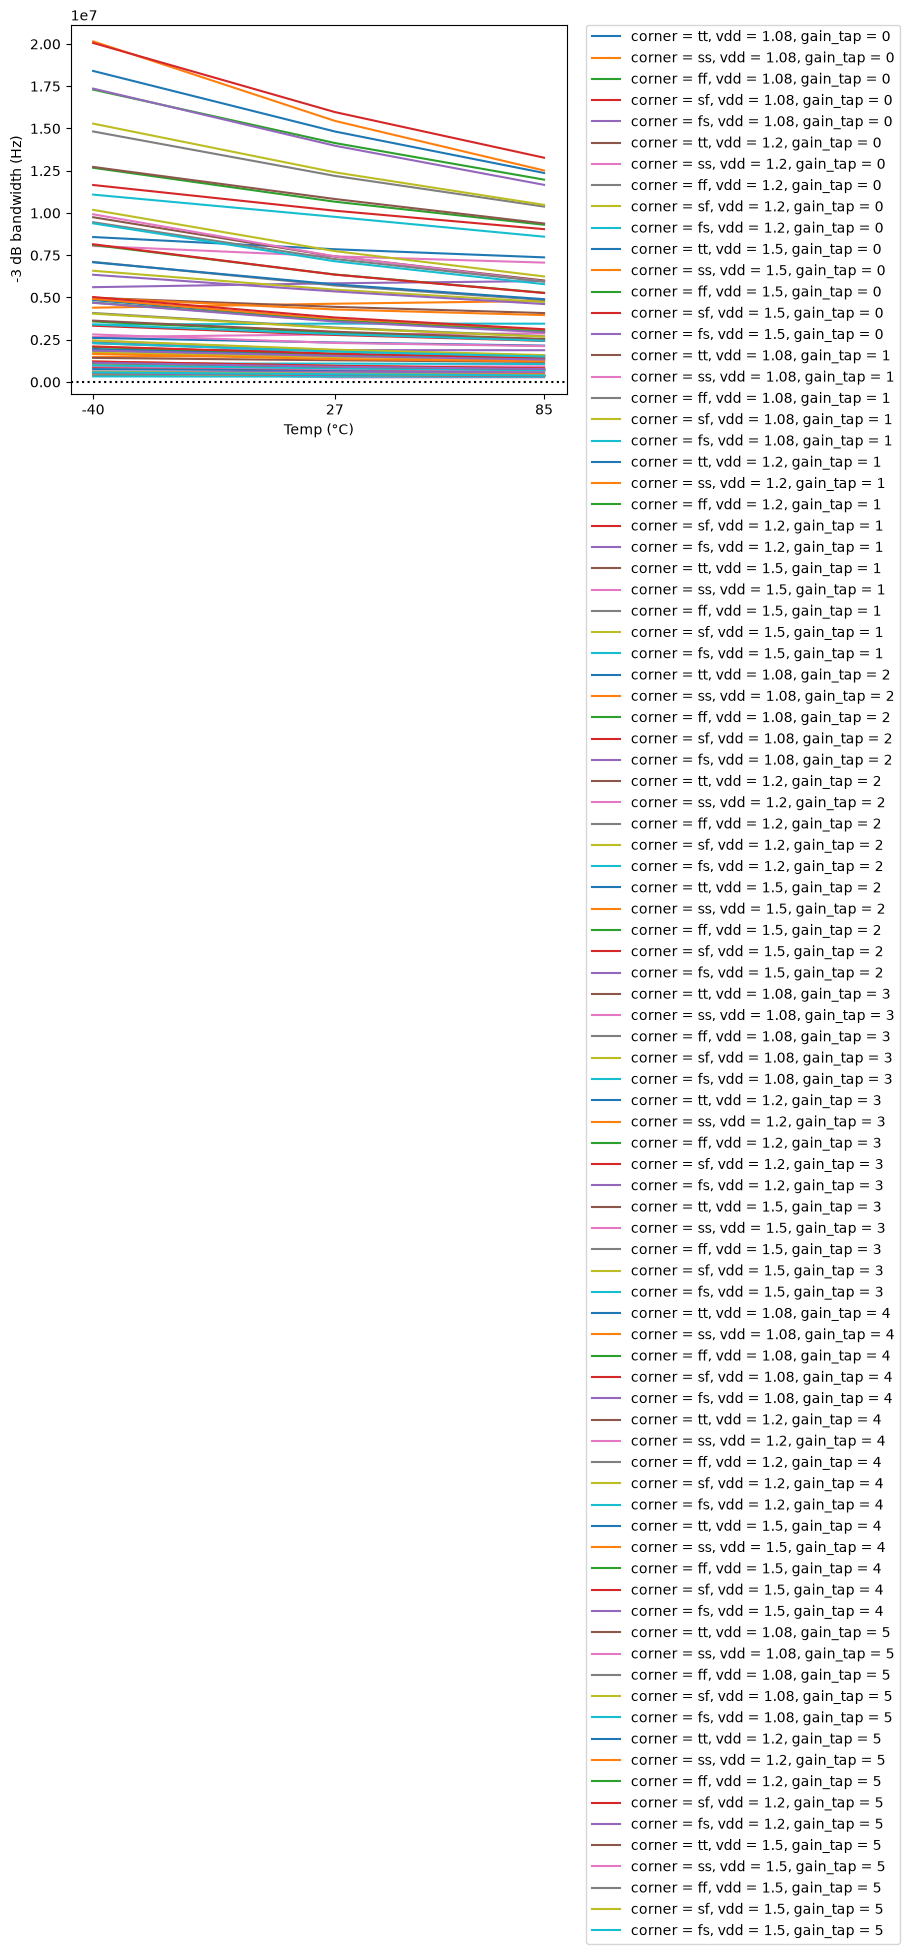 1e7
2.00
1.75
1.50
1.25
1.00
0.75
0.50
0.25
0.00
-3 dB bandwidth (Hz)
-40
27
85
Temp (°C)
corner = tt, vdd = 1.08, gain_tap = 0
corner = ss, vdd = 1.08, gain_tap = 0
corner = ff, vdd = 1.08, gain_tap = 0
corner = sf, vdd = 1.08, gain_tap = 0
corner = fs, vdd = 1.08, gain_tap = 0
corner = tt, vdd = 1.2, gain_tap = 0
corner = ss, vdd = 1.2, gain_tap = 0
corner = ff, vdd = 1.2, gain_tap = 0
corner = sf, vdd = 1.2, gain_tap = 0
corner = fs, vdd = 1.2, gain_tap = 0
corner = tt, vdd = 1.5, gain_tap = 0
corner = ss, vdd = 1.5, gain_tap = 0
corner = ff, vdd = 1.5, gain_tap = 0
corner = sf, vdd = 1.5, gain_tap = 0
corner = fs, vdd = 1.5, gain_tap = 0
corner = tt, vdd = 1.08, gain_tap = 1
corner = ss, vdd = 1.08, gain_tap = 1
corner = ff, vdd = 1.08, gain_tap = 1
corner = sf, vdd = 1.08, gain_tap = 1
corner = fs, vdd = 1.08, gain_tap = 1
corner = tt, vdd = 1.2, gain_tap = 1
corner = ss, vdd = 1.2, gain_tap = 1
corner = ff, vdd = 1.2, gain_tap = 1
corner = sf, vdd = 1.2, gain_tap = 1
corner = fs, vdd = 1.2, gain_tap = 1
corner = tt, vdd = 1.5, gain_tap = 1
corner = ss, vdd = 1.5, gain_tap = 1
corner = ff, vdd = 1.5, gain_tap = 1
corner = sf, vdd = 1.5, gain_tap = 1
corner = fs, vdd = 1.5, gain_tap = 1
corner = tt, vdd = 1.08, gain_tap = 2
corner = ss, vdd = 1.08, gain_tap = 2
corner = ff, vdd = 1.08, gain_tap = 2
corner = sf, vdd = 1.08, gain_tap = 2
corner = fs, vdd = 1.08, gain_tap = 2
corner = tt, vdd = 1.2, gain_tap = 2
corner = ss, vdd = 1.2, gain_tap = 2
corner = ff, vdd = 1.2, gain_tap = 2
corner = sf, vdd = 1.2, gain_tap = 2
corner = fs, vdd = 1.2, gain_tap = 2
corner = tt, vdd = 1.5, gain_tap = 2
corner = ss, vdd = 1.5, gain_tap = 2
corner = ff, vdd = 1.5, gain_tap = 2
corner = sf, vdd = 1.5, gain_tap = 2
corner = fs, vdd = 1.5, gain_tap = 2
corner = tt, vdd = 1.08, gain_tap = 3
corner = ss, vdd = 1.08, gain_tap = 3
corner = ff, vdd = 1.08, gain_tap = 3
corner = sf, vdd = 1.08, gain_tap = 3
corner = fs, vdd = 1.08, gain_tap = 3
corner = tt, vdd = 1.2, gain_tap = 3
corner = ss, vdd = 1.2, gain_tap = 3
corner = ff, vdd = 1.2, gain_tap = 3
corner = sf, vdd = 1.2, gain_tap = 3
corner = fs, vdd = 1.2, gain_tap = 3
corner = tt, vdd = 1.5, gain_tap = 3
corner = ss, vdd = 1.5, gain_tap = 3
corner = ff, vdd = 1.5, gain_tap = 3
corner = sf, vdd = 1.5, gain_tap = 3
corner = fs, vdd = 1.5, gain_tap = 3
corner = tt, vdd = 1.08, gain_tap = 4
corner = ss, vdd = 1.08, gain_tap = 4
corner = ff, vdd = 1.08, gain_tap = 4
corner = sf, vdd = 1.08, gain_tap = 4
corner = fs, vdd = 1.08, gain_tap = 4
corner = tt, vdd = 1.2, gain_tap = 4
corner = ss, vdd = 1.2, gain_tap = 4
corner = ff, vdd = 1.2, gain_tap = 4
corner = sf, vdd = 1.2, gain_tap = 4
corner = fs, vdd = 1.2, gain_tap = 4
corner = tt, vdd = 1.5, gain_tap = 4
corner = ss, vdd = 1.5, gain_tap = 4
corner = ff, vdd = 1.5, gain_tap = 4
corner = sf, vdd = 1.5, gain_tap = 4
corner = fs, vdd = 1.5, gain_tap = 4
corner = tt, vdd = 1.08, gain_tap = 5
corner = ss, vdd = 1.08, gain_tap = 5
corner = ff, vdd = 1.08, gain_tap = 5
corner = sf, vdd = 1.08, gain_tap = 5
corner = fs, vdd = 1.08, gain_tap = 5
corner = tt, vdd = 1.2, gain_tap = 5
corner = ss, vdd = 1.2, gain_tap = 5
corner = ff, vdd = 1.2, gain_tap = 5
corner = sf, vdd = 1.2, gain_tap = 5
corner = fs, vdd = 1.2, gain_tap = 5
corner = tt, vdd = 1.5, gain_tap = 5
corner = ss, vdd = 1.5, gain_tap = 5
corner = ff, vdd = 1.5, gain_tap = 5
corner = sf, vdd = 1.5, gain_tap = 5
corner = fs, vdd = 1.5, gain_tap = 5